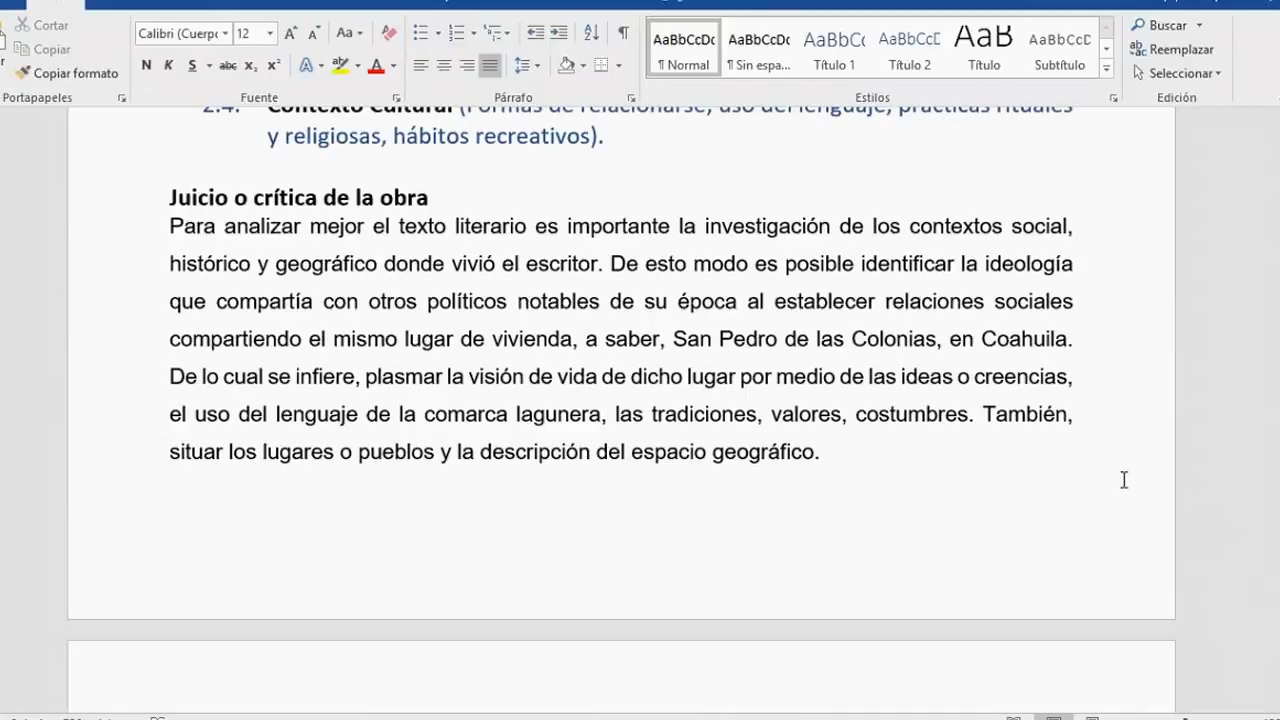 Cortar
Copiar
Copiar formato
Portapapeles
Calibri (Cuerpo 12
Aa
N K S abc x₂ x² A aby A
Fuente
Párrafo
AaBbCcDc AaBbCcDc AaBbCc AaBbCcD AaB AaBbCcD
¶ Normal ¶ Sin espa... Título 1 Título 2 Título Subtítulo
Estilos
Buscar
Reemplazar
Seleccionar
Edición
2.4. Contexto Cultural (Formas de relacionarse, uso del lenguaje, prácticas rituales
y religiosas, hábitos recreativos).
Juicio o crítica de la obra
Para analizar mejor el texto literario es importante la investigación de los contextos social,
histórico y geográfico donde vivió el escritor. De esto modo es posible identificar la ideología
que compartía con otros políticos notables de su época al establecer relaciones sociales
compartiendo el mismo lugar de vivienda, a saber, San Pedro de las Colonias, en Coahuila.
De lo cual se infiere, plasmar la visión de vida de dicho lugar por medio de las ideas o creencias,
el uso del lenguaje de la comarca lagunera, las tradiciones, valores, costumbres. También,
situar los lugares o pueblos y la descripción del espacio geográfico.